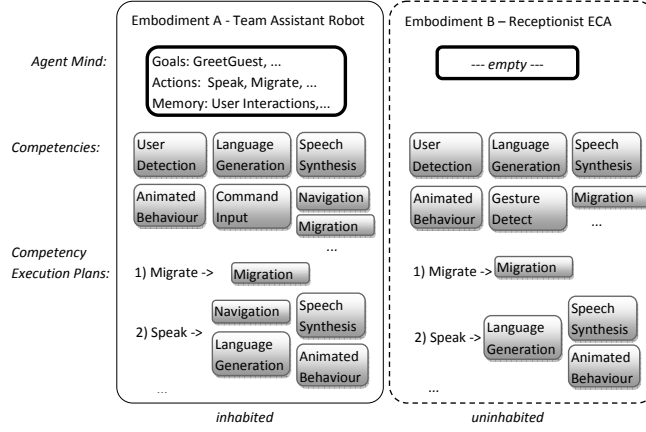 Embodiment A - Team Assistant Robot
Embodiment B – Receptionist ECA
Agent Mind:
Goals: GreetGuest, ...
Actions: Speak, Migrate, ...
Memory: User Interactions,...
--- empty ---
Competencies:
User
Detection
Language
Generation
Speech
Synthesis
Animated
Behaviour
Command
Input
Navigation
Migration
...
User
Detection
Language
Generation
Speech
Synthesis
Animated
Behaviour
Gesture
Detect
Migration
...
Competency
Execution Plans:
1) Migrate ->
Migration
2) Speak ->
Navigation
Language
Generation
Speech
Synthesis
Animated
Behaviour
...
1) Migrate ->
Migration
2) Speak ->
Language
Generation
Speech
Synthesis
Animated
Behaviour
...
inhabited
uninhabited